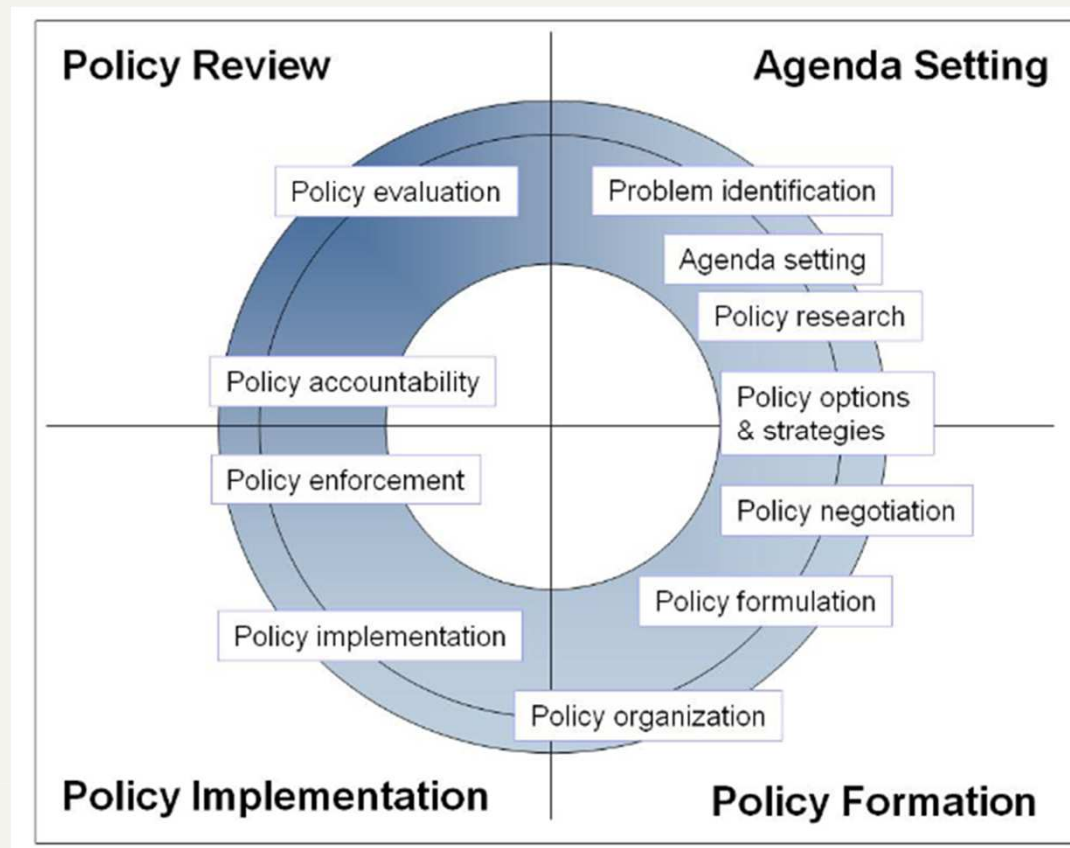 Policy Review
Agenda Setting
Policy evaluation
Problem identification
Agenda setting
Policy research
Policy accountability
Policy options
& strategies
Policy enforcement
Policy negotiation
Policy formulation
Policy implementation
Policy organization
Policy Implementation
Policy Formation